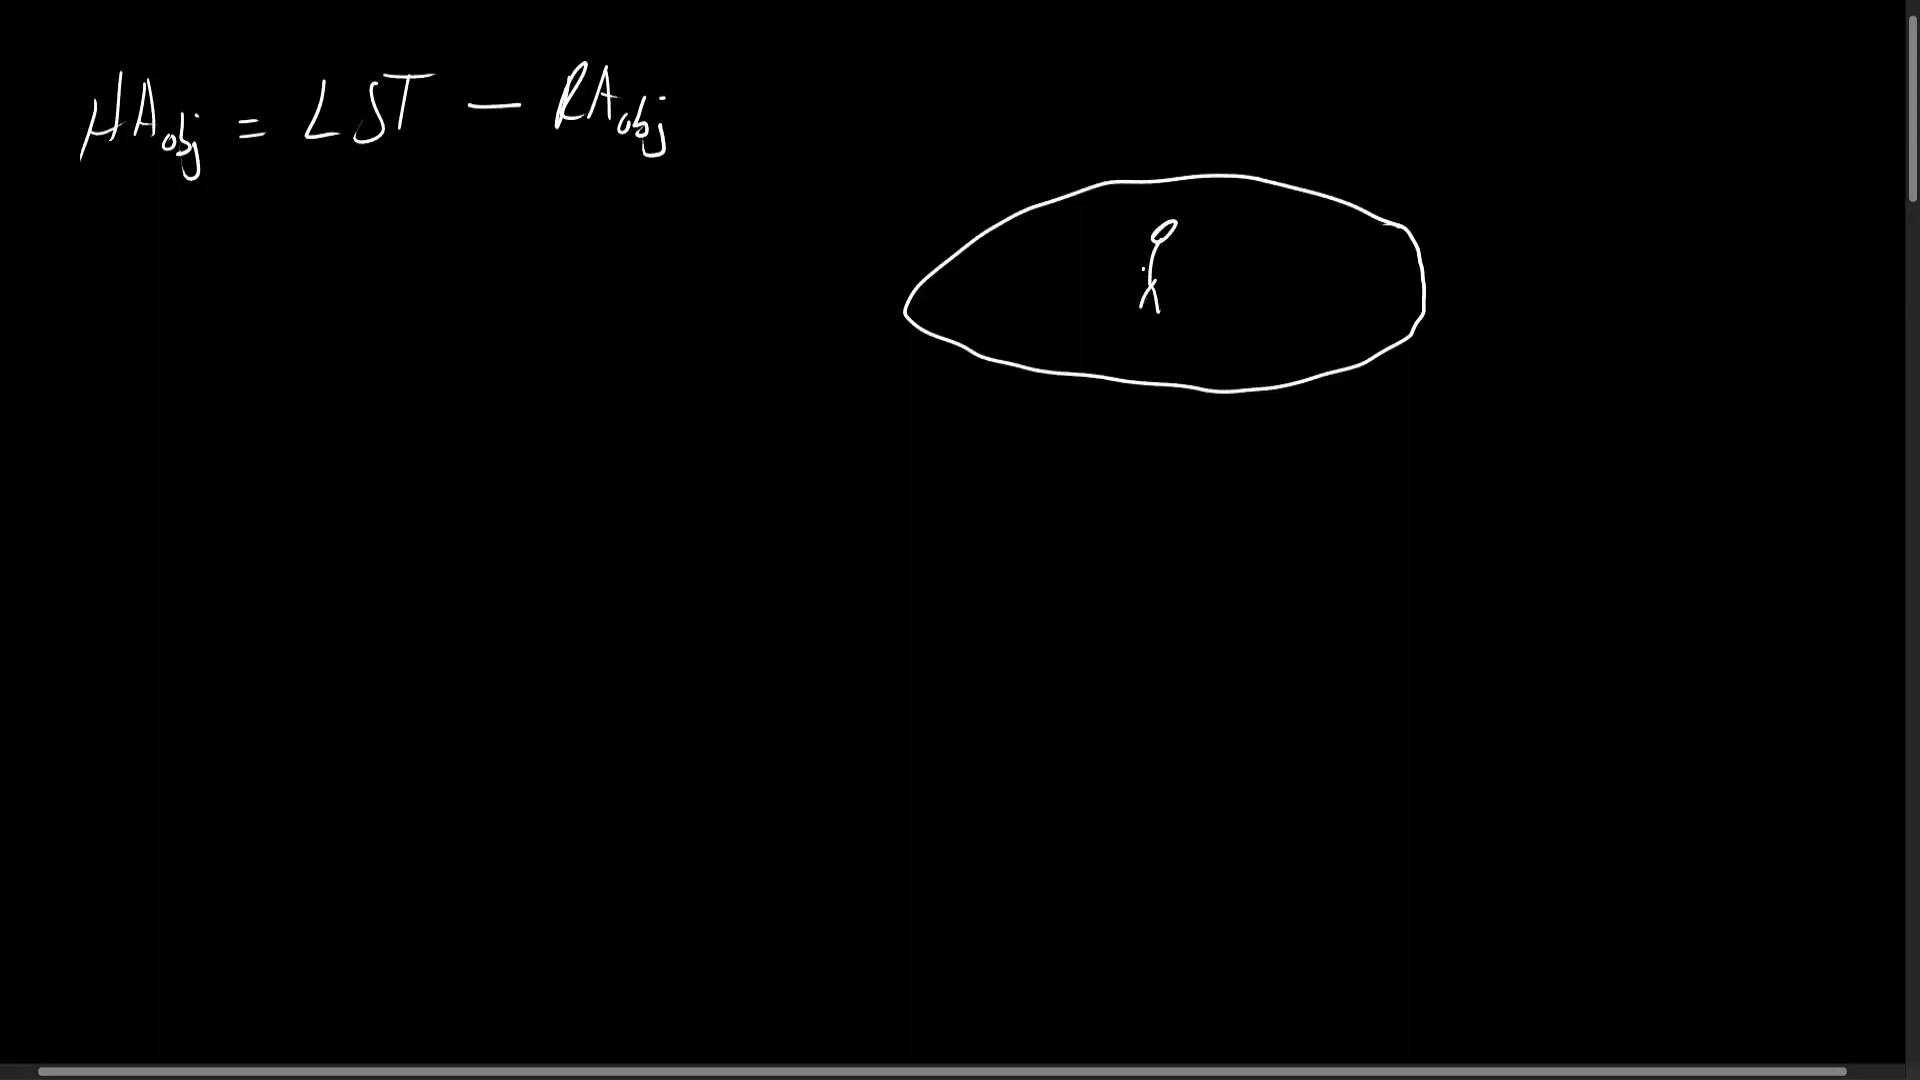 HA_obj = LST — RA_obj